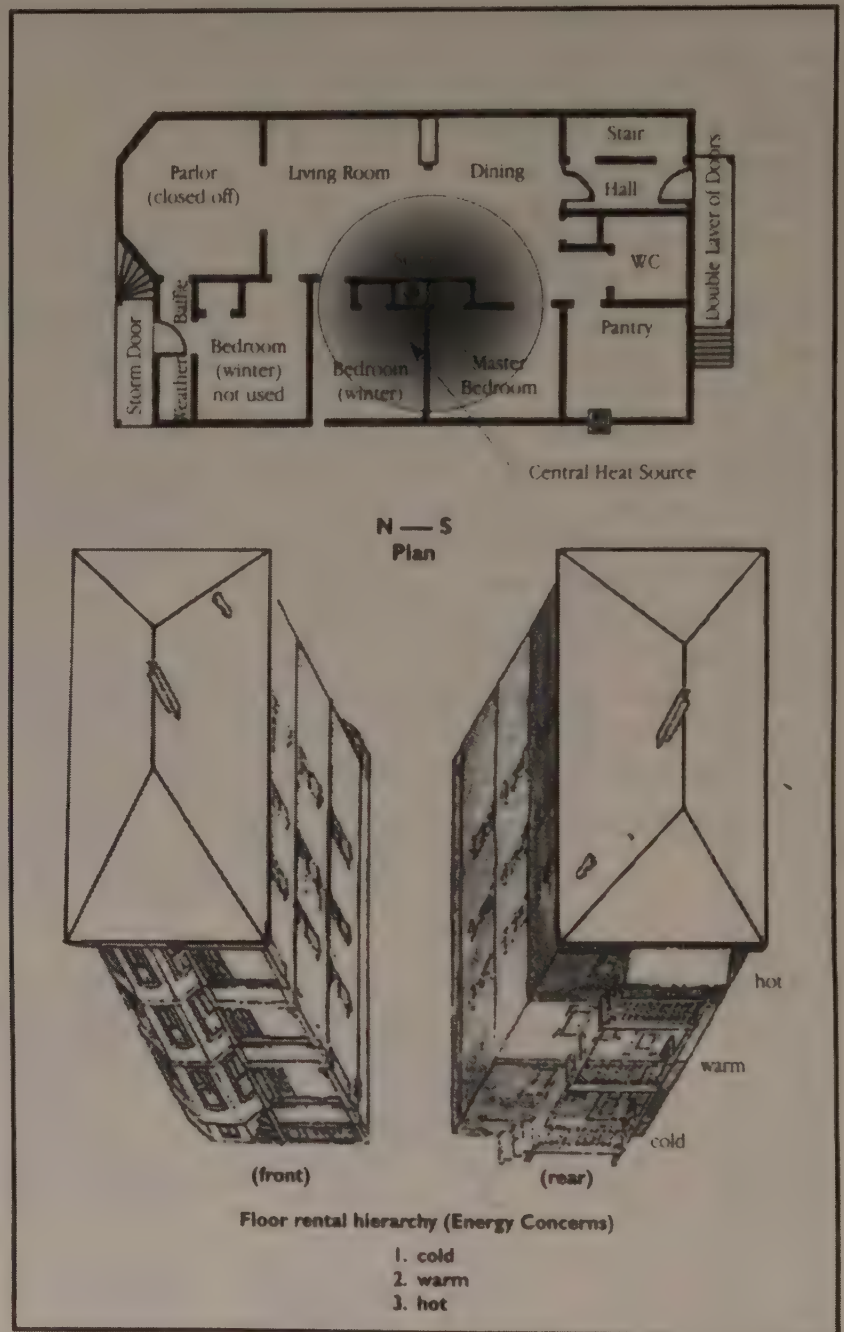 Stair
Parlor
(closed off)
Living Room
Dining
Hall
Double Layer of Doors
WC
Baffle
Weather
Storm Door
Bedroom
(winter)
not used
Bedroom
(winter)
Master
Bedroom
Pantry
Central Heat Source
N — S
Plan
hot
warm
cold
(front)
(rear)
Floor rental hierarchy (Energy Concerns)
1. cold
2. warm
3. hot